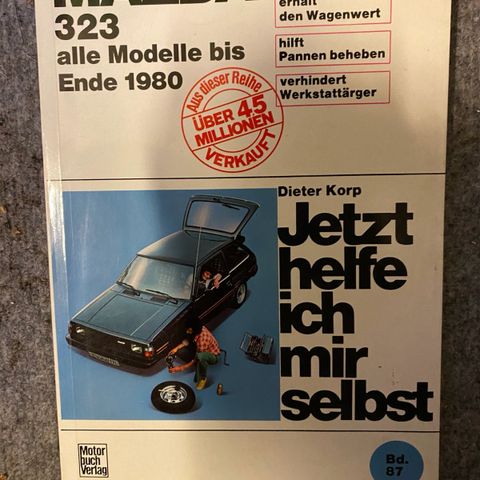 MAZDA
323
alle Modelle bis
Ende 1980
erhält
den Wagenwert
hilft
Pannen beheben
verhindert
Werkstattärger
Aus dieser Reihe
ÜBER 45
MILLIONEN
VERKAUFT
Dieter Korp
Jetzt
helfe
ich
mir
selbst
Motor
buch
Verlag
Bd.
87